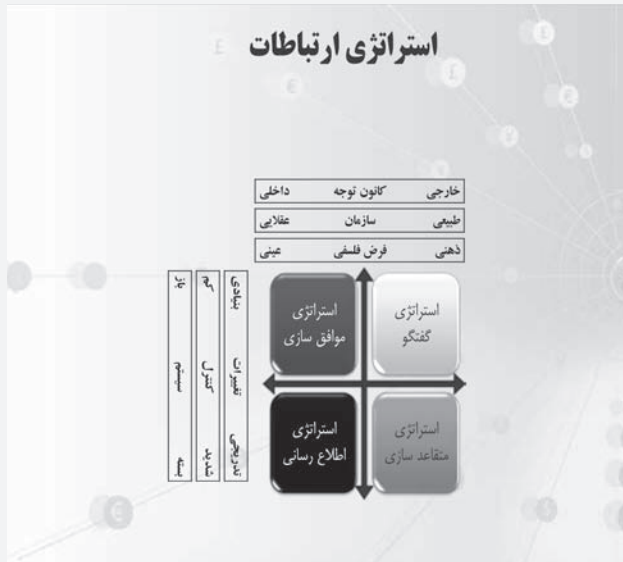 استراتژی ارتباطات
خارجی کانون توجه داخلی
طبیعی سازمان عقلایی
ذهنی فرض فلسفی عینی
بنیادی تغییرات تدریجی
کم کنترل شدید
باز سیستم بسته
استراتژی
گفتگو
استراتژی
موافق سازی
استراتژی
متقاعد سازی
استراتژی
اطلاع رسانی